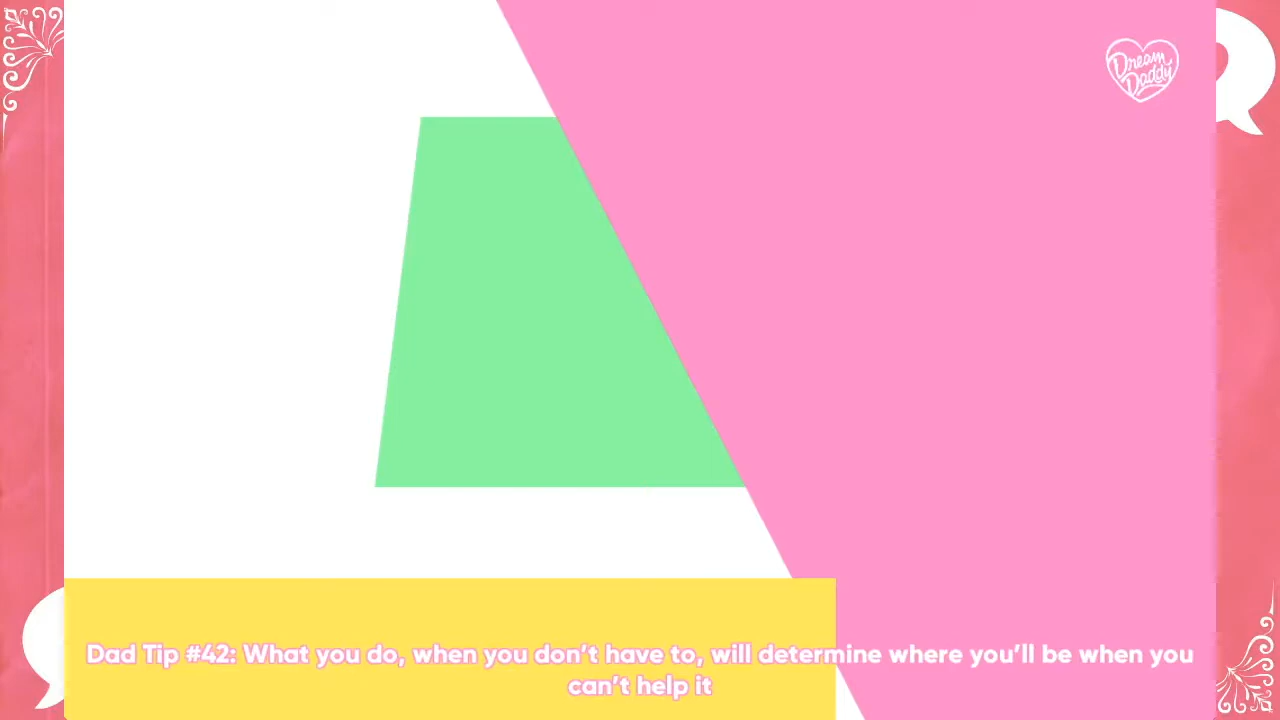 Dream
Daddy
Dad Tip #42: What you do, when you don't have to, will determine where you'll be when you
can't help it